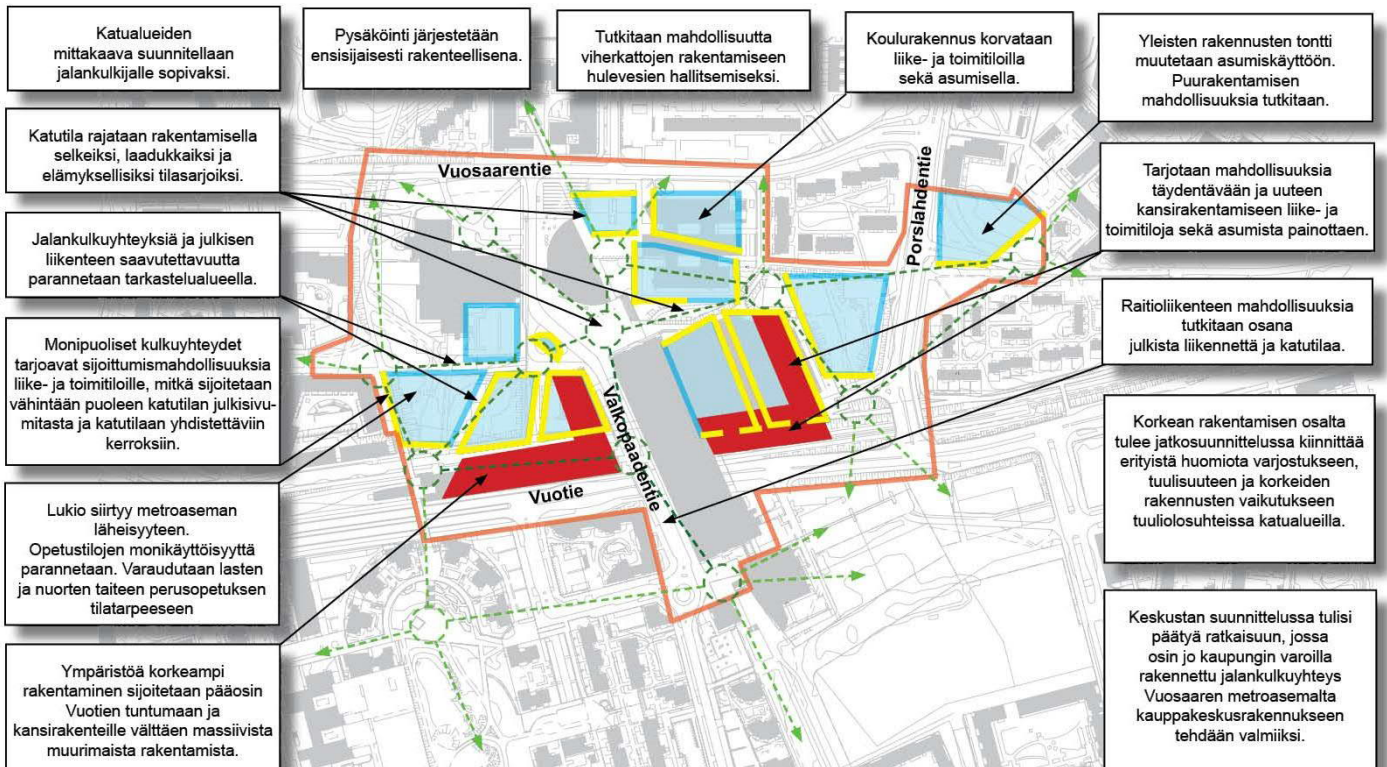 Katualueiden
mittakaava suunnitellaan
jalankulkijalle sopivaksi.
Pysäköinti järjestetään
ensisijaisesti rakenteellisena.
Tutkitaan mahdollisuutta
viherkattojen rakentamiseen
hulevesien hallitsemiseksi.
Koulurakennus korvataan
liike- ja toimitiloilla
sekä asumisella.
Yleisten rakennusten tontti
muutetaan asumiskäyttöön.
Puurakentamisen
mahdollisuuksia tutkitaan.
Katutila rajataan rakentamisella
selkeiksi, laadukkaiksi ja
elämyksellisiksi tilasarjoiksi.
Jalankulkuyhteyksiä ja julkisen
liikenteen saavutettavuutta
parannetaan tarkastelualueella.
Monipuoliset kulkuyhteydet
tarjoavat sijoittumismahdollisuuksia
liike- ja toimitiloille, mitkä sijoitetaan
vähintään puoleen katutilan julkisivu-
mitasta ja katutilaan yhdistettäviin
kerroksiin.
Lukio siirtyy metroaseman
läheisyyteen.
Opetustilojen monikäyttöisyyttä
parannetaan. Varaudutaan lasten
ja nuorten taiteen perusopetuksen
tilatarpeeseen
Ympäristöä korkeampi
rakentaminen sijoitetaan pääosin
Vuotien tuntumaan ja
kansirakenteille välttäen massiivista
muurimaista rakentamista.
Vuosaarentie
Porslahdentie
Valkopaadentie
Vuotie
Tarjotaan mahdollisuuksia
täydentävään ja uuteen
kansirakentamiseen liike- ja
toimitiloja sekä asumista painottaen.
Raitioliikenteen mahdollisuuksia
tutkitaan osana
julkista liikennettä ja katutilaa.
Korkean rakentamisen osalta
tulee jatkosuunnittelussa kiinnittää
erityistä huomiota varjostukseen,
tuulisuuteen ja korkeiden
rakennusten vaikutukseen
tuuliolosuhteissa katualueilla.
Keskustan suunnittelussa tulisi
päätyä ratkaisuun, jossa
osin jo kaupungin varoilla
rakennettu jalankulkuyhteys
Vuosaaren metroasemalta
kauppakeskusrakennukseen
tehdään valmiiksi.